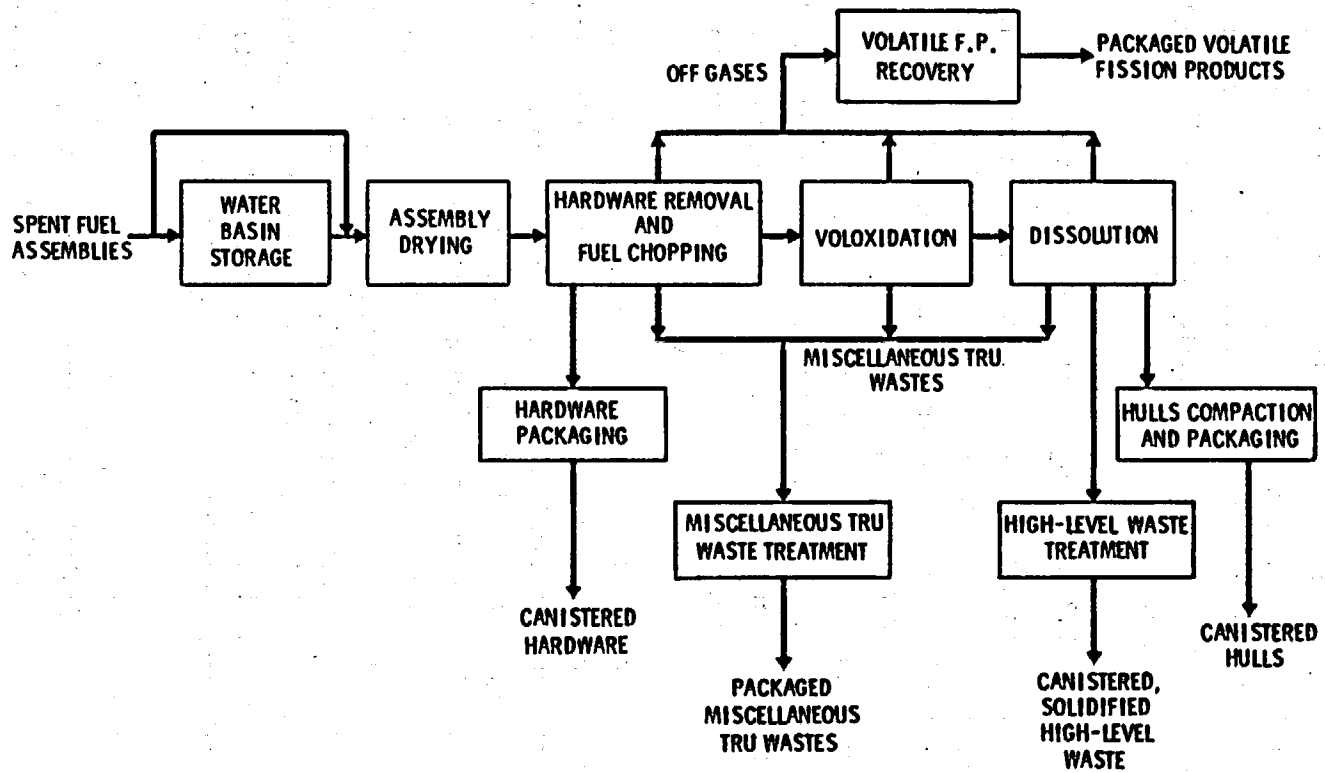 VOLATILE F.P.
RECOVERY
PACKAGED VOLATILE
FISSION PRODUCTS
OFF GASES
SPENT FUEL
ASSEMBLIES
WATER
BASIN
STORAGE
ASSEMBLY
DRYING
HARDWARE REMOVAL
AND
FUEL CHOPPING
VOLOXIDATION
DISSOLUTION
MISCELLANEOUS TRU
WASTES
HARDWARE
PACKAGING
HULLS COMPACTION
AND PACKAGING
MISCELLANEOUS TRU
WASTE TREATMENT
HIGH-LEVEL WASTE
TREATMENT
CANISTERED
HARDWARE
CANISTERED
HULLS
PACKAGED
MISCELLANEOUS
TRU WASTES
CANISTERED,
SOLIDIFIED
HIGH-LEVEL
WASTE